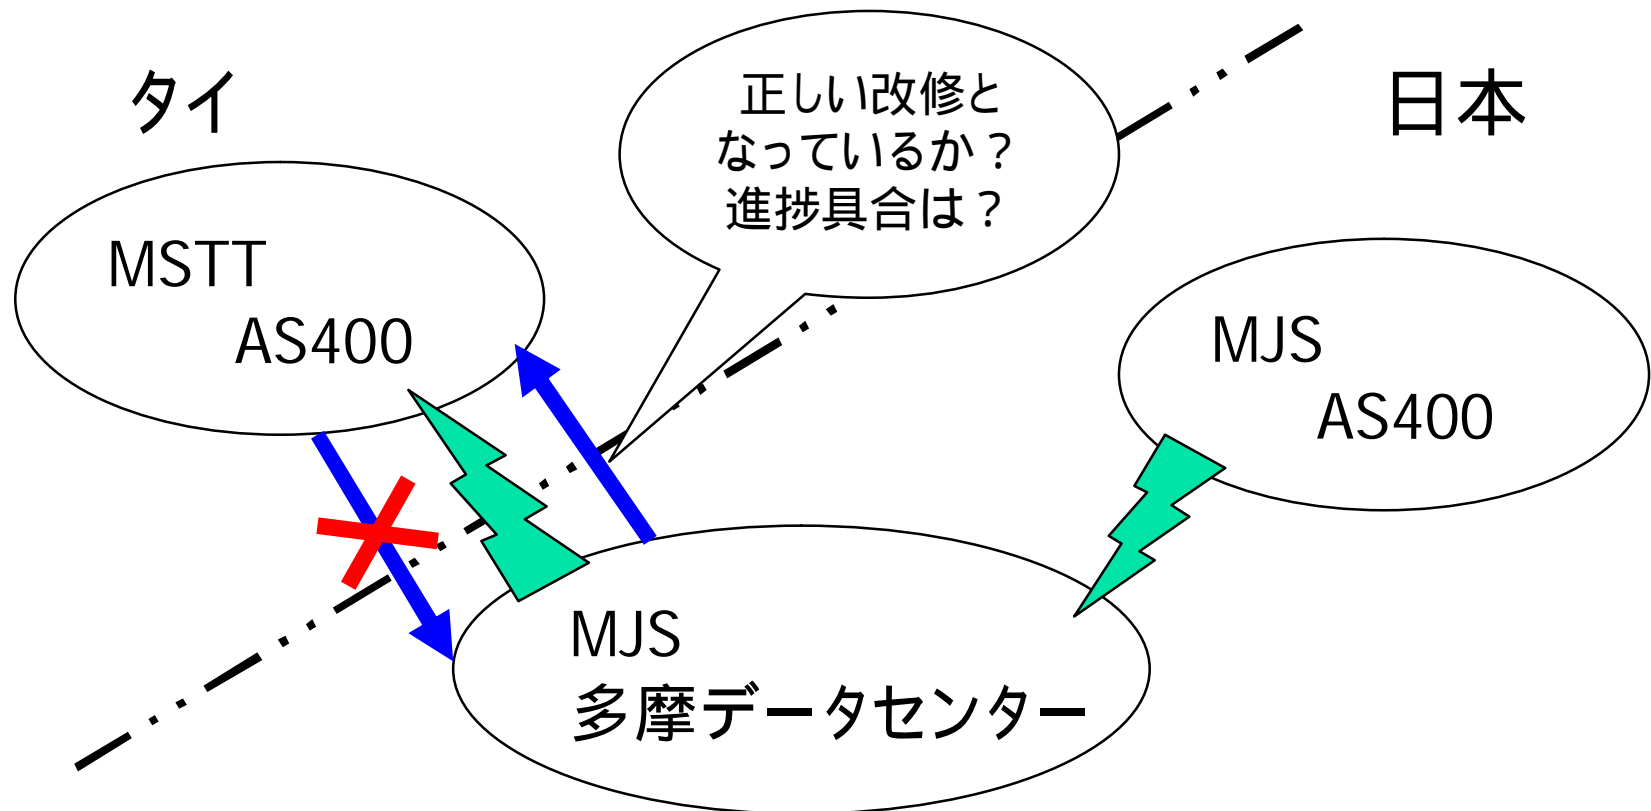 タイ
日本
正しい改修と
なっているか？
進捗具合は？
MSTT
AS400
MJS
AS400
MJS
多摩データセンター